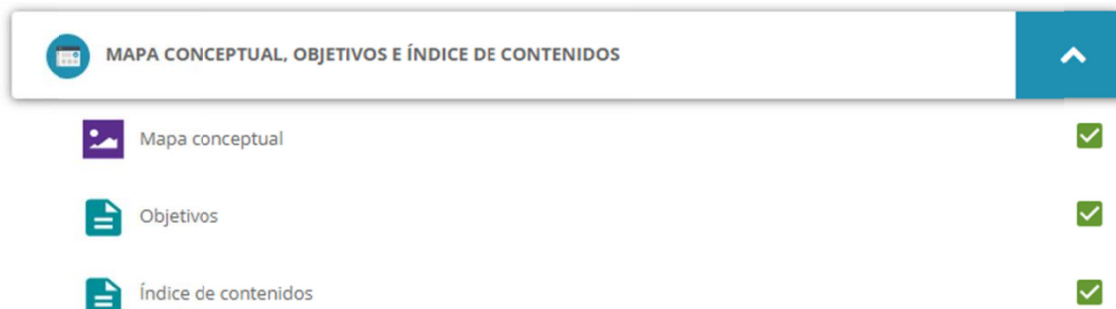 MAPA CONCEPTUAL, OBJETIVOS E ÍNDICE DE CONTENIDOS
Mapa conceptual
Objetivos
Índice de contenidos